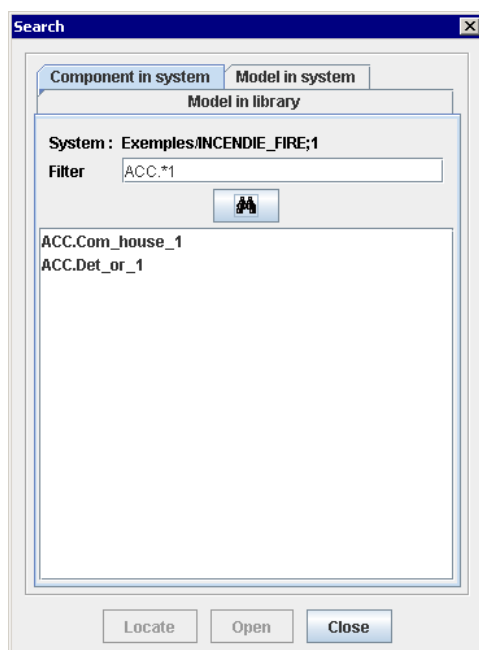 Search
Component in system Model in system
Model in library
System : Exemples/INCENDIE_FIRE;1
Filter ACC.*1
ACC.Com_house_1
ACC.Det_or_1
Locate Open Close